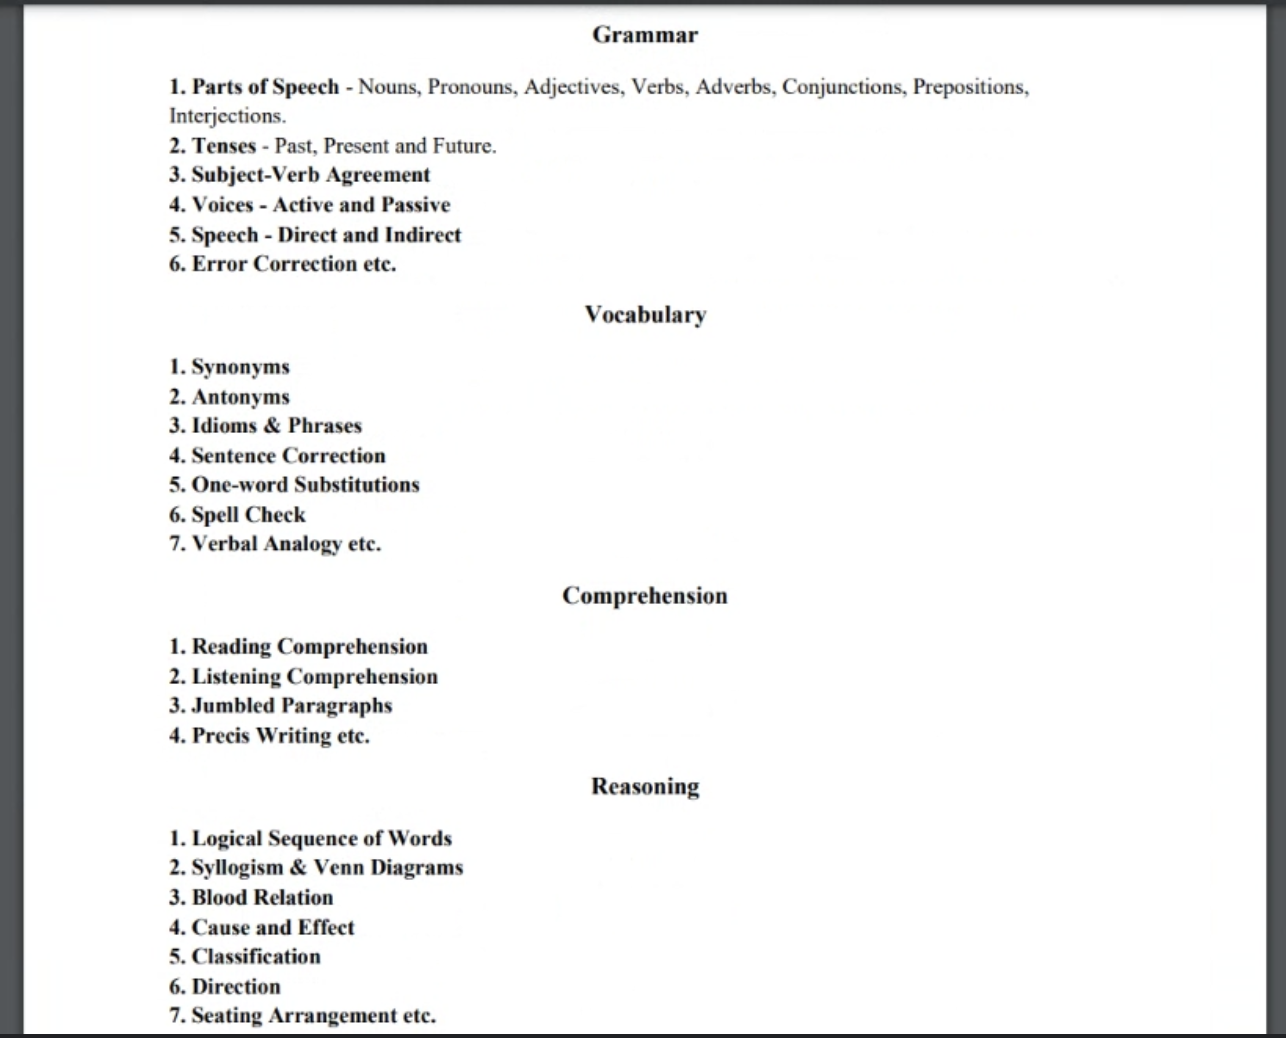 Grammar
1. Parts of Speech - Nouns, Pronouns, Adjectives, Verbs, Adverbs, Conjunctions, Prepositions,
Interjections.
2. Tenses - Past, Present and Future.
3. Subject-Verb Agreement
4. Voices - Active and Passive
5. Speech - Direct and Indirect
6. Error Correction etc.
Vocabulary
1. Synonyms
2. Antonyms
3. Idioms & Phrases
4. Sentence Correction
5. One-word Substitutions
6. Spell Check
7. Verbal Analogy etc.
Comprehension
1. Reading Comprehension
2. Listening Comprehension
3. Jumbled Paragraphs
4. Precis Writing etc.
Reasoning
1. Logical Sequence of Words
2. Syllogism & Venn Diagrams
3. Blood Relation
4. Cause and Effect
5. Classification
6. Direction
7. Seating Arrangement etc.